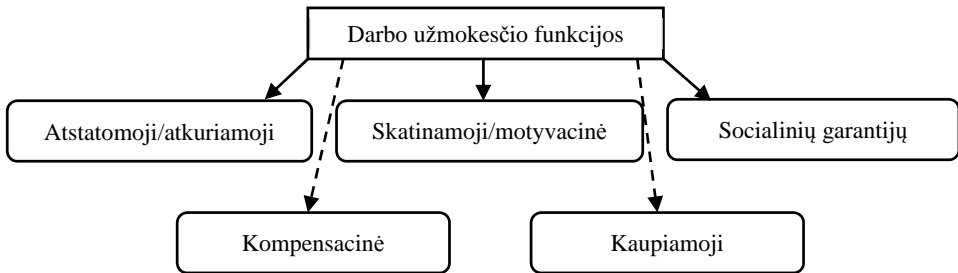 Darbo užmokesčio funkcijos
Atstatomoji/atkuriamoji
Skatinamoji/motyvacinė
Socialinių garantijų
Kompensacinė
Kaupiamoji